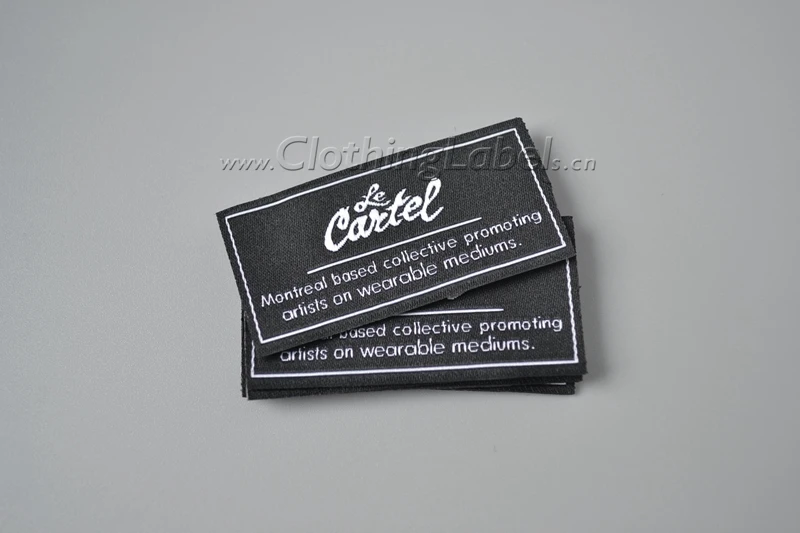 www.ClothingLabels.cn
Le
Cartel
Montreal based collective promoting
artists on wearable mediums.
based collective promoting
artists on wearable mediums.